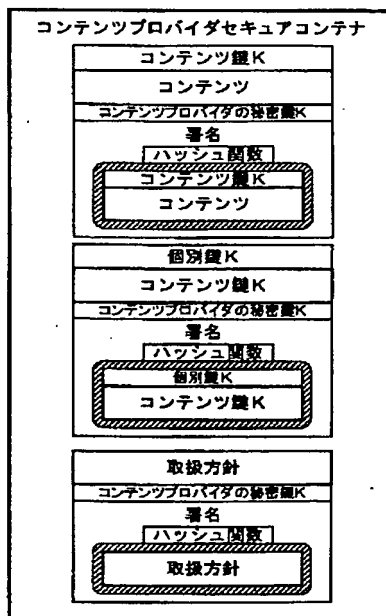 コンテンツプロバイダセキュアコンテナ
コンテンツ鍵K
コンテンツ
コンテンツプロバイダの秘密鍵K
署名
ハッシュ関数
コンテンツ鍵K
コンテンツ
個別鍵K
コンテンツ鍵K
コンテンツプロバイダの秘密鍵K
署名
ハッシュ関数
個別鍵K
コンテンツ鍵K
取扱方針
コンテンツプロバイダの秘密鍵K
署名
ハッシュ関数
取扱方針